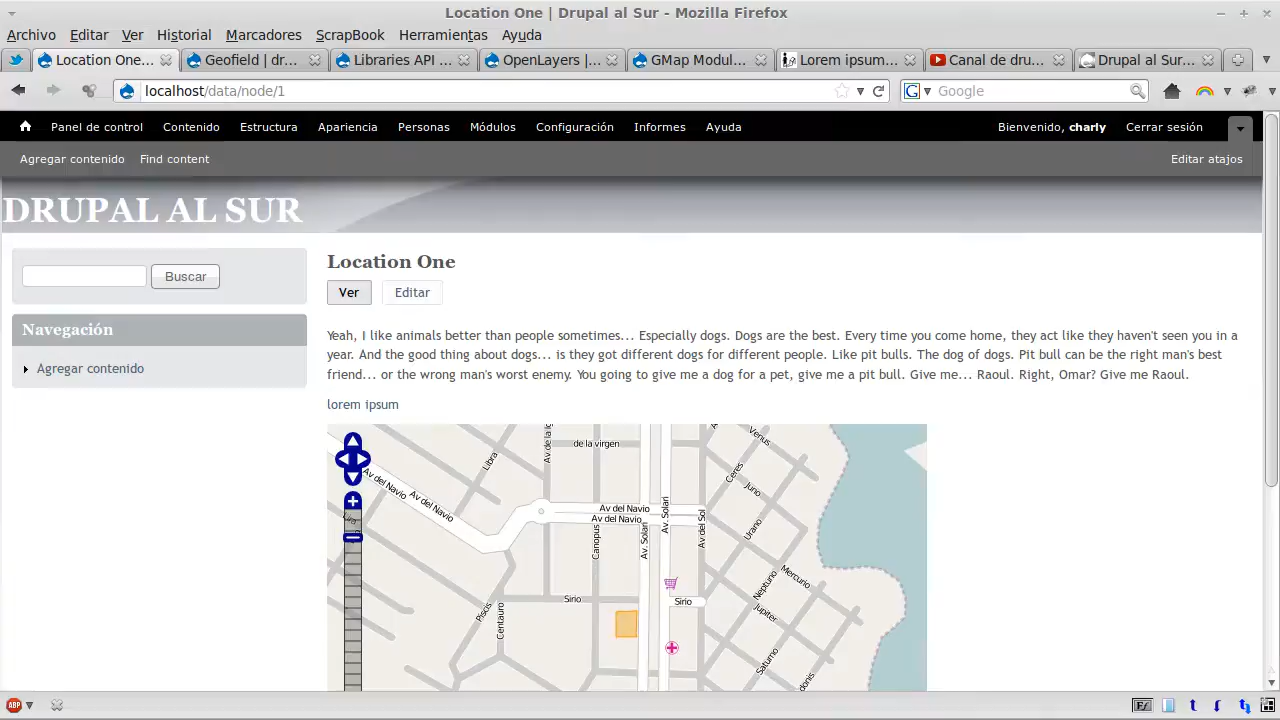 Location One | Drupal al Sur - Mozilla Firefox
Archivo Editar Ver Historial Marcadores ScrapBook Herramientas Ayuda
Location One... Geofield | dr... Libraries API ... OpenLayers |... GMap Modul... Lorem ipsum... Canal de dru... Drupal al Sur...
localhost/data/node/1 Google
Panel de control Contenido Estructura Apariencia Personas Módulos Configuración Informes Ayuda Bienvenido, charly Cerrar sesión
Agregar contenido Find content Editar atajos
DRUPAL AL SUR
Buscar
Navegación
Agregar contenido
Location One
Ver Editar
Yeah, I like animals better than people sometimes... Especially dogs. Dogs are the best. Every time you come home, they act like they haven't seen you in a
year. And the good thing about dogs... is they got different dogs for different people. Like pit bulls. The dog of dogs. Pit bull can be the right man's best
friend... or the wrong man's worst enemy. You going to give me a dog for a pet, give me a pit bull. Give me... Raoul. Right, Omar? Give me Raoul.
lorem ipsum
de la virgen
Venus
Libra
Ceres
Av del Navio
Av del Navio
Juno
Av del Navio
Av del Navio
Av. Solari
Av. Solari
Av del Sol
Urano
Canopus
Mercurio
Neptuno
Sirio
Sirio
Jupiter
Piscis
Centauro
Saturno
ABP